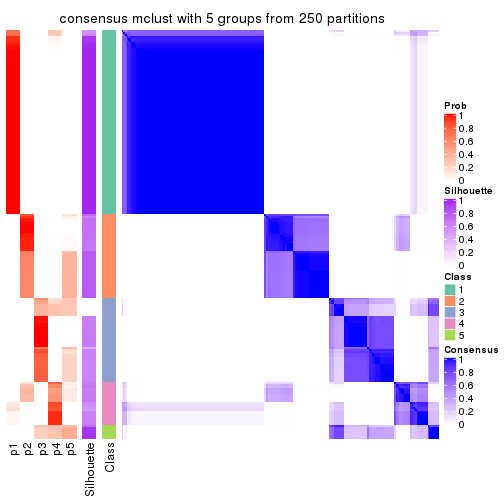 consensus mclust with 5 groups from 250 partitions
Prob
1
0.8
0.6
0.4
0.2
0
Silhouette
1
0.8
0.6
0.4
0.2
0
Class
1
2
3
4
5
Consensus
1
0.8
0.6
0.4
0.2
0
p1
p2
p3
p4
p5
Silhouette
Class